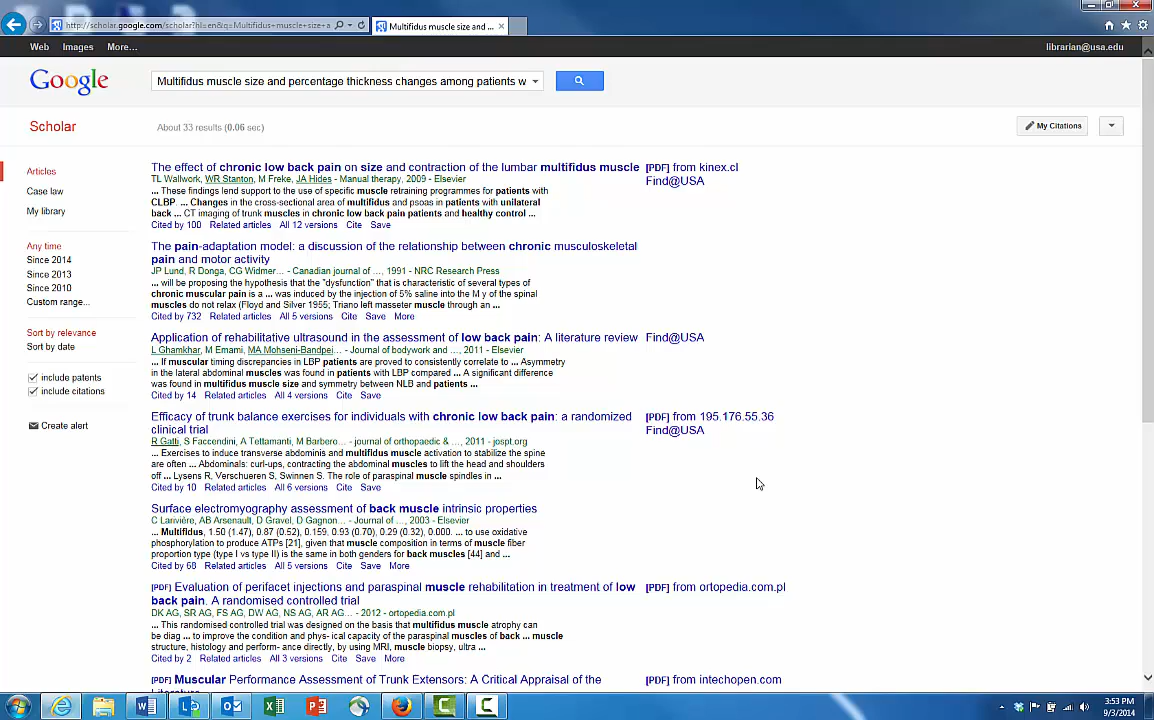 http://scholar.google.com/scholar?hl=en&q=Multifidus+muscle+size+a
Multifidus muscle size and ...
Web Images More...
librarian@usa.edu
Google
Multifidus muscle size and percentage thickness changes among patients w
Scholar
About 33 results (0.06 sec)
My Citations
Articles
Case law
My library
Any time
Since 2014
Since 2013
Since 2010
Custom range...
Sort by relevance
Sort by date
include patents
include citations
Create alert
The effect of chronic low back pain on size and contraction of the lumbar multifidus muscle
[PDF] from kinex.cl
Find@USA
TL Wallwork, WR Stanton, M Freke, JA Hides - Manual therapy, 2009 - Elsevier
... These findings lend support to the use of specific muscle retraining programmes for patients with
CLBP. ... Changes in the cross-sectional area of multifidus and psoas in patients with unilateral
back ... CT imaging of trunk muscles in chronic low back pain patients and healthy control ...
Cited by 100 Related articles All 12 versions Cite Save
The pain-adaptation model: a discussion of the relationship between chronic musculoskeletal
pain and motor activity
JP Lund, R Donga, CG Widmer... - Canadian journal of ..., 1991 - NRC Research Press
... will be proposing the hypothesis that the "dysfunction" that is characteristic of several types of
chronic muscular pain is a ... was induced by the injection of 5% saline into the M y of the spinal
muscles do not relax (Floyd and Silver 1955; Triano left masseter muscle through an ...
Cited by 732 Related articles All 5 versions Cite Save More
Application of rehabilitative ultrasound in the assessment of low back pain: A literature review
Find@USA
L Ghamkhar, M Emami, MA Mohseni-Bandpei... - Journal of bodywork and ..., 2011 - Elsevier
... If muscular timing discrepancies in LBP patients are proved to consistently correlate to ... Asymmetry
in the lateral abdominal muscles was found in patients with LBP compared ... A significant difference
was found in multifidus muscle size and symmetry between NLB and patients ...
Cited by 14 Related articles All 4 versions Cite Save
Efficacy of trunk balance exercises for individuals with chronic low back pain: a randomized
clinical trial
[PDF] from 195.176.55.36
Find@USA
R Gatti, S Faccendini, A Tettamanti, M Barbero... - journal of orthopaedic & ..., 2011 - jospt.org
... Exercises to induce transverse abdominis and multifidus muscle activation to stabilize the spine
are often ... Abdominals: curl-ups, contracting the abdominal muscles to lift the head and shoulders
off ... Lysens R, Verschueren S, Swinnen S. The role of paraspinal muscle spindles in ...
Cited by 10 Related articles All 6 versions Cite Save
Surface electromyography assessment of back muscle intrinsic properties
C Larivière, AB Arsenault, D Gravel, D Gagnon... - Journal of ..., 2003 - Elsevier
... Multifidus, 1.50 (1.47), 0.87 (0.52), 0.159, 0.93 (0.70), 0.29 (0.32), 0.000. ... to use oxidative
phosphorylation to produce ATPs [21], given that muscle composition in terms of muscle fiber
proportion type (type I vs type II) is the same in both genders for back muscles [44] and ...
Cited by 68 Related articles All 5 versions Cite Save More
[PDF] Evaluation of perifacet injections and paraspinal muscle rehabilitation in treatment of low
back pain. A randomised controlled trial
[PDF] from ortopedia.com.pl
DK AG, SR AG, FS AG, DW AG, NS AG, AR AG... - 2012 - ortopedia.com.pl
... This randomised controlled trial was designed on the basis that multifidus muscle atrophy can
be diag ... to improve the condition and phys- ical capacity of the paraspinal muscles of back ... muscle
structure, histology and perform- ance directly, by using MRI, muscle biopsy, ultra ...
Cited by 2 Related articles All 3 versions Cite Save More
[PDF] Muscular Performance Assessment of Trunk Extensors: A Critical Appraisal of the
[PDF] from intechopen.com
3:53 PM
9/3/2014